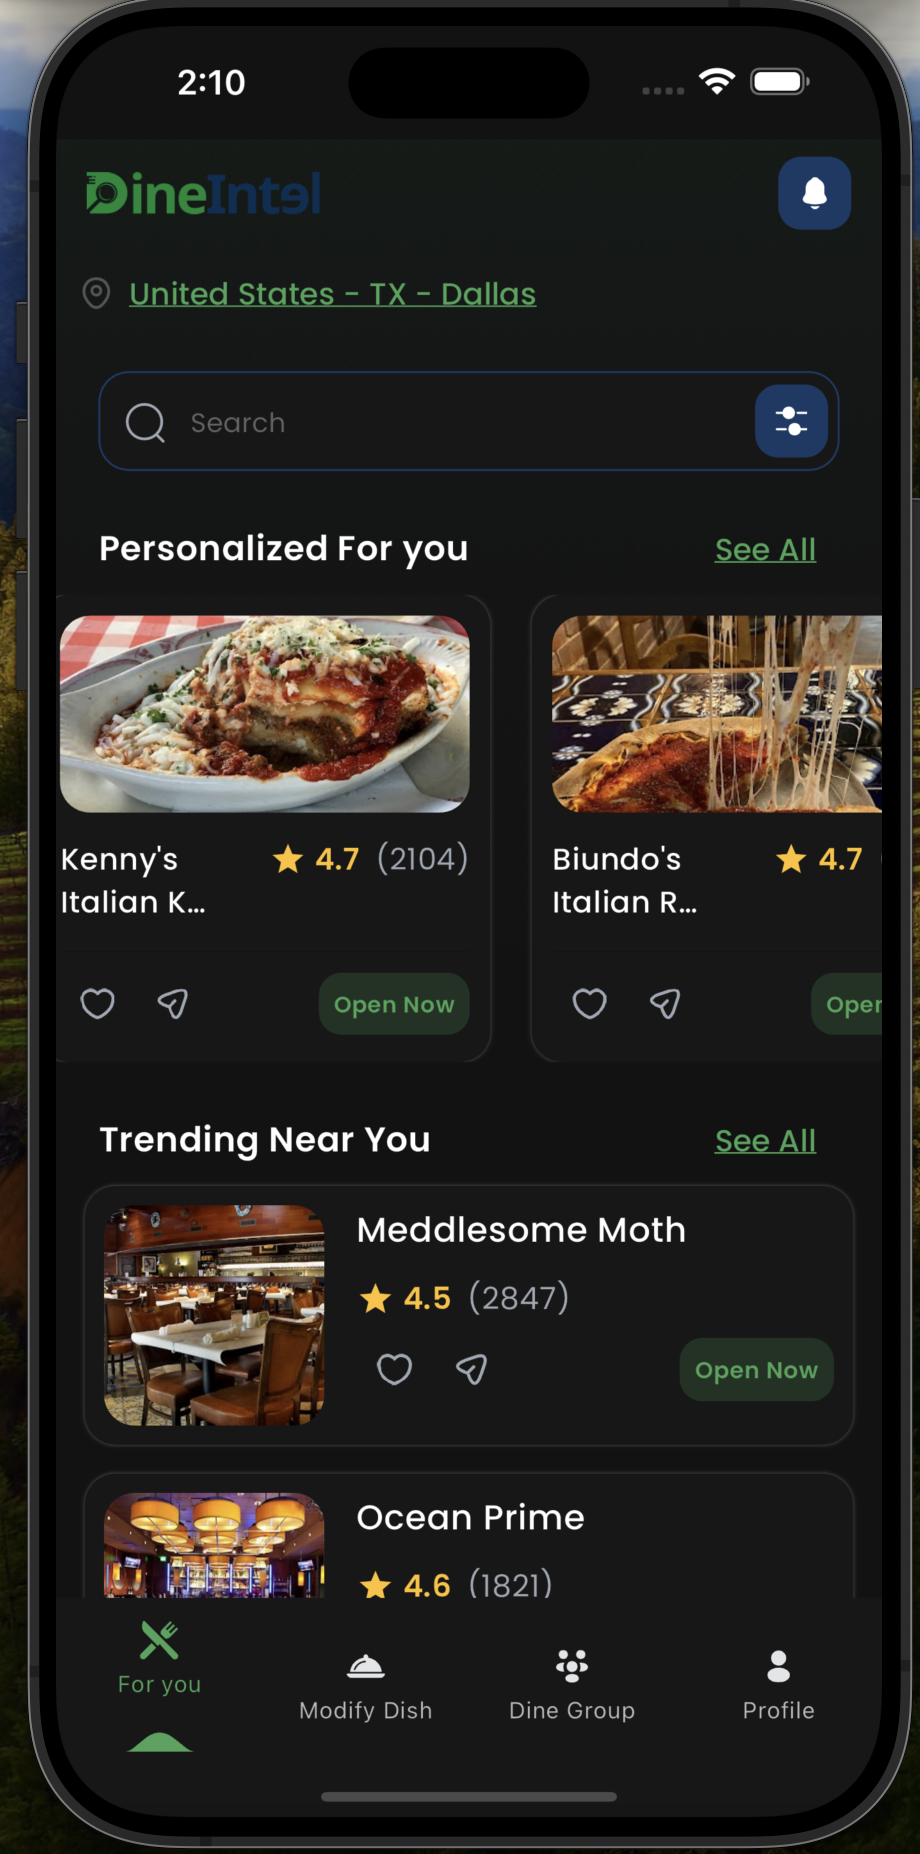 2:10
DineIntel
United States - TX - Dallas
Search
Personalized For you See All
Kenny's
Italian K...
4.7 (2104)
Open Now
Biundo's
Italian R...
4.7 (
Oper
Trending Near You See All
Meddlesome Moth
4.5 (2847)
Open Now
Ocean Prime
4.6 (1821)
For you
Modify Dish
Dine Group
Profile